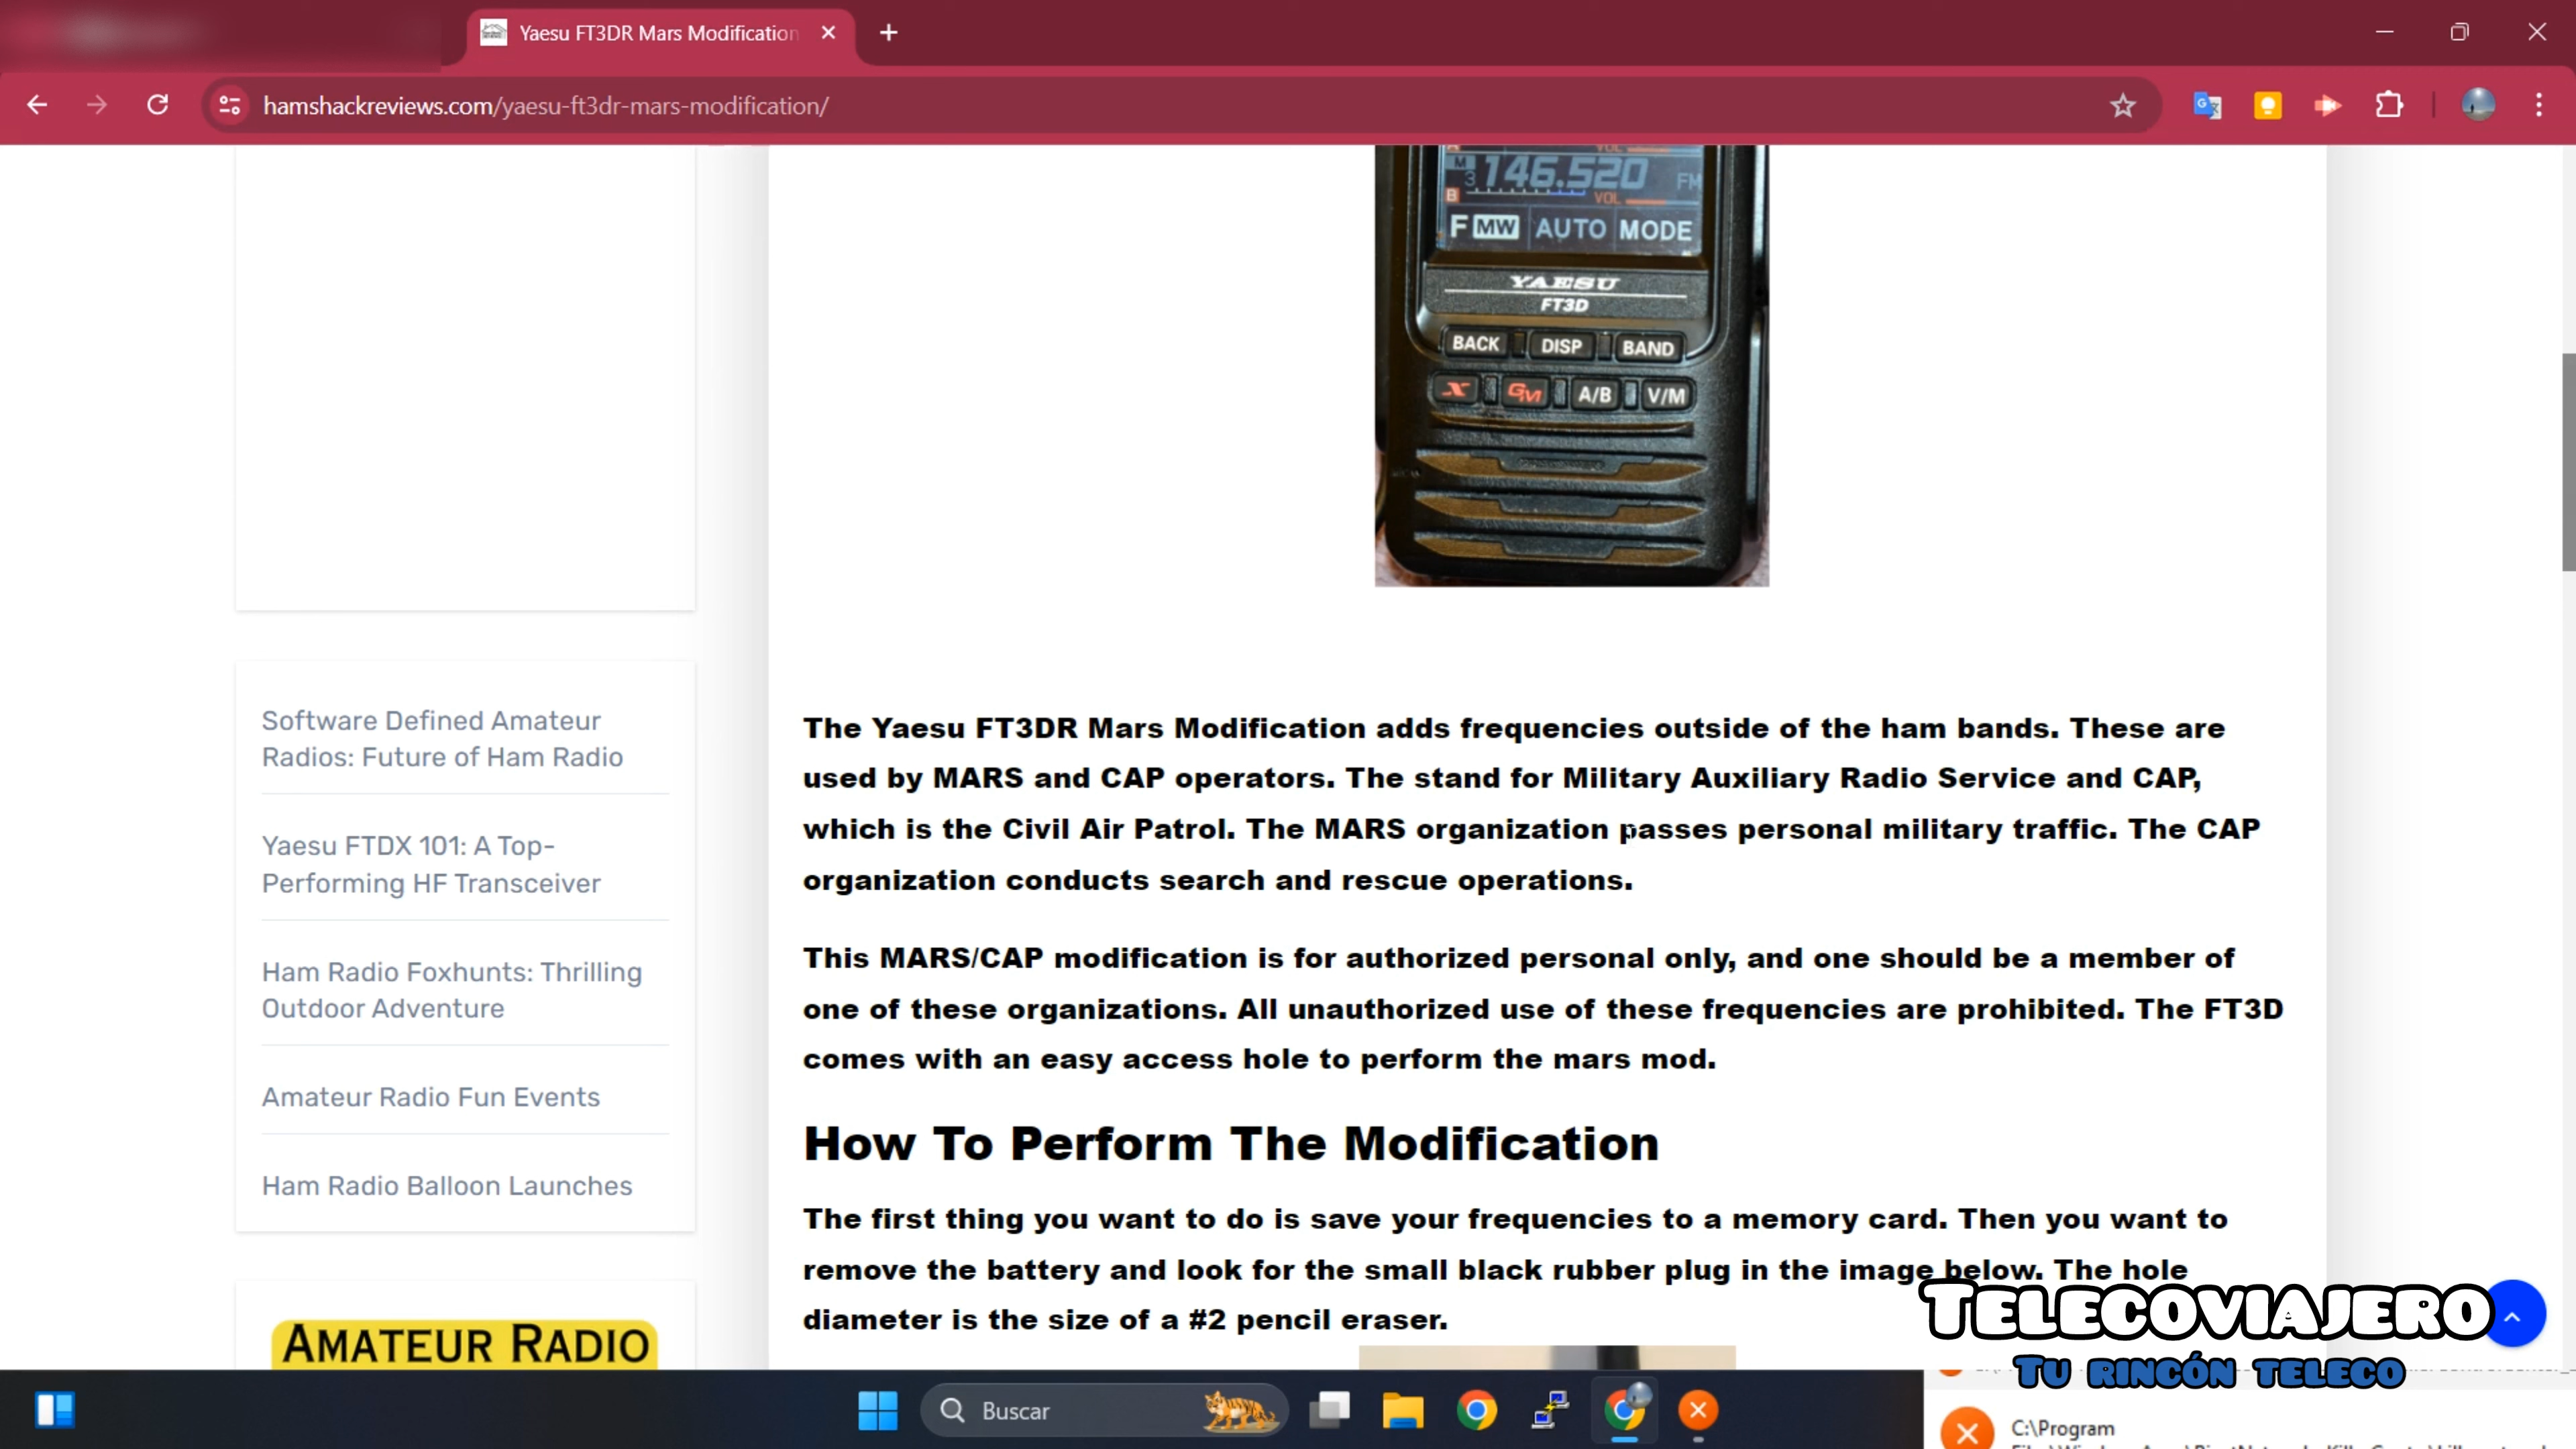 Yaesu FT3DR Mars Modification
hamshackreviews.com/yaesu-ft3dr-mars-modification/
VOL
M
3 146.520 FM
B
VOL
F MW AUTO MODE
YAESU
FT3D
BACK DISP BAND
X GM A/B V/M
Software Defined Amateur
Radios: Future of Ham Radio
Yaesu FTDX 101: A Top-
Performing HF Transceiver
Ham Radio Foxhunts: Thrilling
Outdoor Adventure
Amateur Radio Fun Events
Ham Radio Balloon Launches
AMATEUR RADIO
The Yaesu FT3DR Mars Modification adds frequencies outside of the ham bands. These are
used by MARS and CAP operators. The stand for Military Auxiliary Radio Service and CAP,
which is the Civil Air Patrol. The MARS organization passes personal military traffic. The CAP
organization conducts search and rescue operations.
This MARS/CAP modification is for authorized personal only, and one should be a member of
one of these organizations. All unauthorized use of these frequencies are prohibited. The FT3D
comes with an easy access hole to perform the mars mod.
How To Perform The Modification
The first thing you want to do is save your frequencies to a memory card. Then you want to
remove the battery and look for the small black rubber plug in the image below. The hole
diameter is the size of a #2 pencil eraser.
TELECOVIAJERO
TU RINCÓN TELECO
Buscar
C:\Program